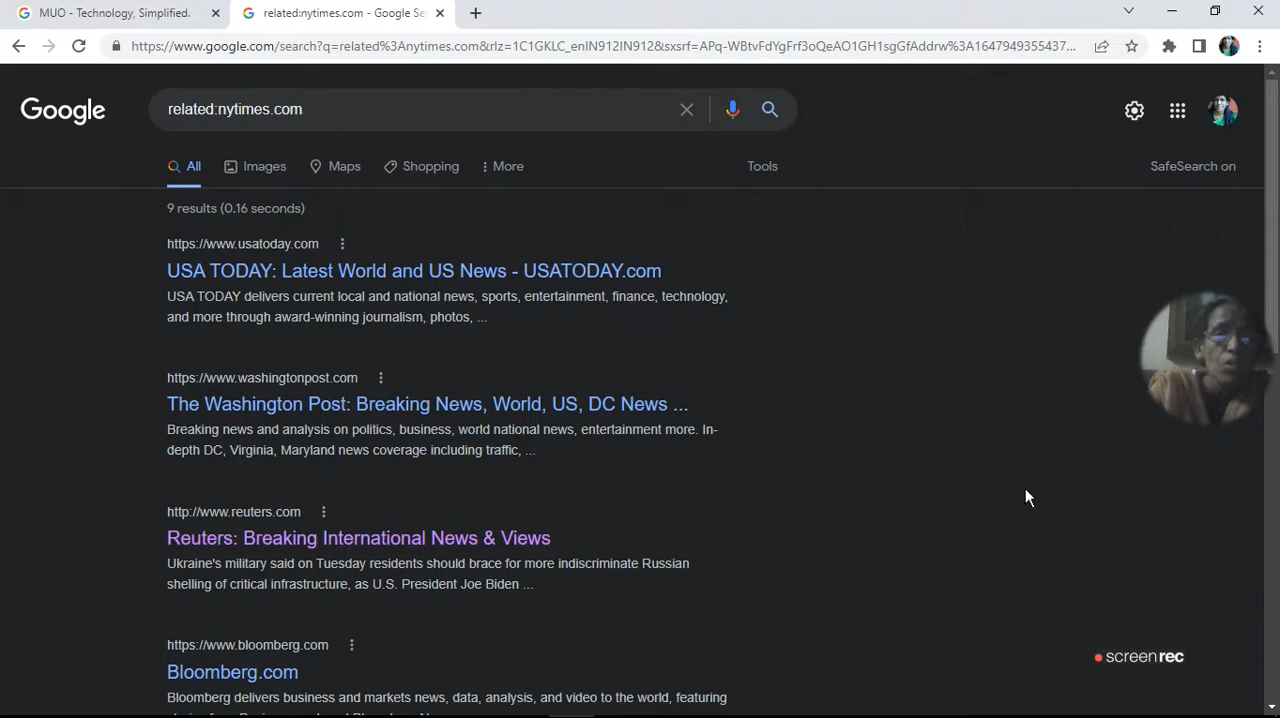 MUO - Technology, Simplified.
related:nytimes.com - Google Se
https://www.google.com/search?q=related%3Anytimes.com&rlz=1C1GKLC_enIN912IN912&sxsrf=APq-WBtvFdYgFrf3oQeAO1GH1sgGfAddrw%3A1647949355437...
Google
related:nytimes.com
All Images Maps Shopping More Tools SafeSearch on
9 results (0.16 seconds)
https://www.usatoday.com
USA TODAY: Latest World and US News - USATODAY.com
USA TODAY delivers current local and national news, sports, entertainment, finance, technology,
and more through award-winning journalism, photos, ...
https://www.washingtonpost.com
The Washington Post: Breaking News, World, US, DC News ...
Breaking news and analysis on politics, business, world national news, entertainment more. In-
depth DC, Virginia, Maryland news coverage including traffic, ...
http://www.reuters.com
Reuters: Breaking International News & Views
Ukraine's military said on Tuesday residents should brace for more indiscriminate Russian
shelling of critical infrastructure, as U.S. President Joe Biden ...
https://www.bloomberg.com
Bloomberg.com
Bloomberg delivers business and markets news, data, analysis, and video to the world, featuring
screenrec